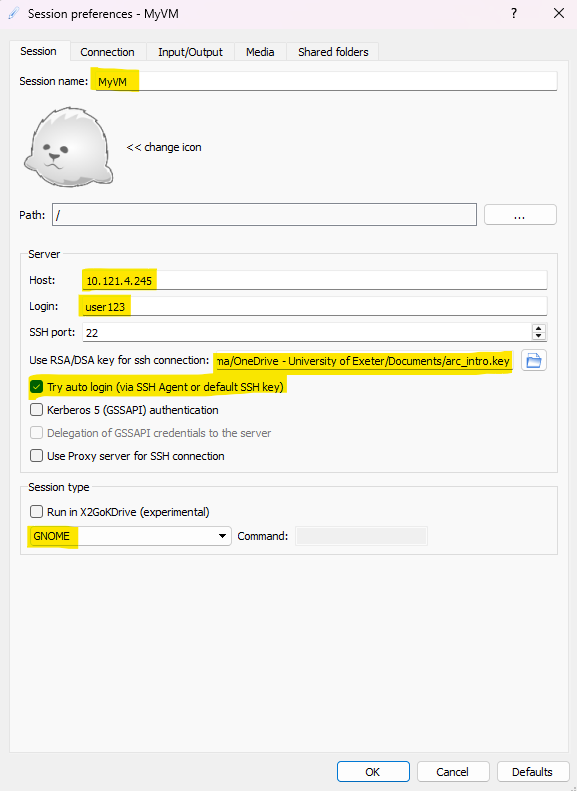 Session preferences - MyVM
?
Session Connection Input/Output Media Shared folders
Session name: MyVM
<< change icon
Path: / ...
Server
Host: 10.121.4.245
Login: user123
SSH port: 22
Use RSA/DSA key for ssh connection: ma/OneDrive - University of Exeter/Documents/arc_intro.key
Try auto login (via SSH Agent or default SSH key)
Kerberos 5 (GSSAPI) authentication
Delegation of GSSAPI credentials to the server
Use Proxy server for SSH connection
Session type
Run in X2GoKDrive (experimental)
GNOME Command:
OK Cancel Defaults